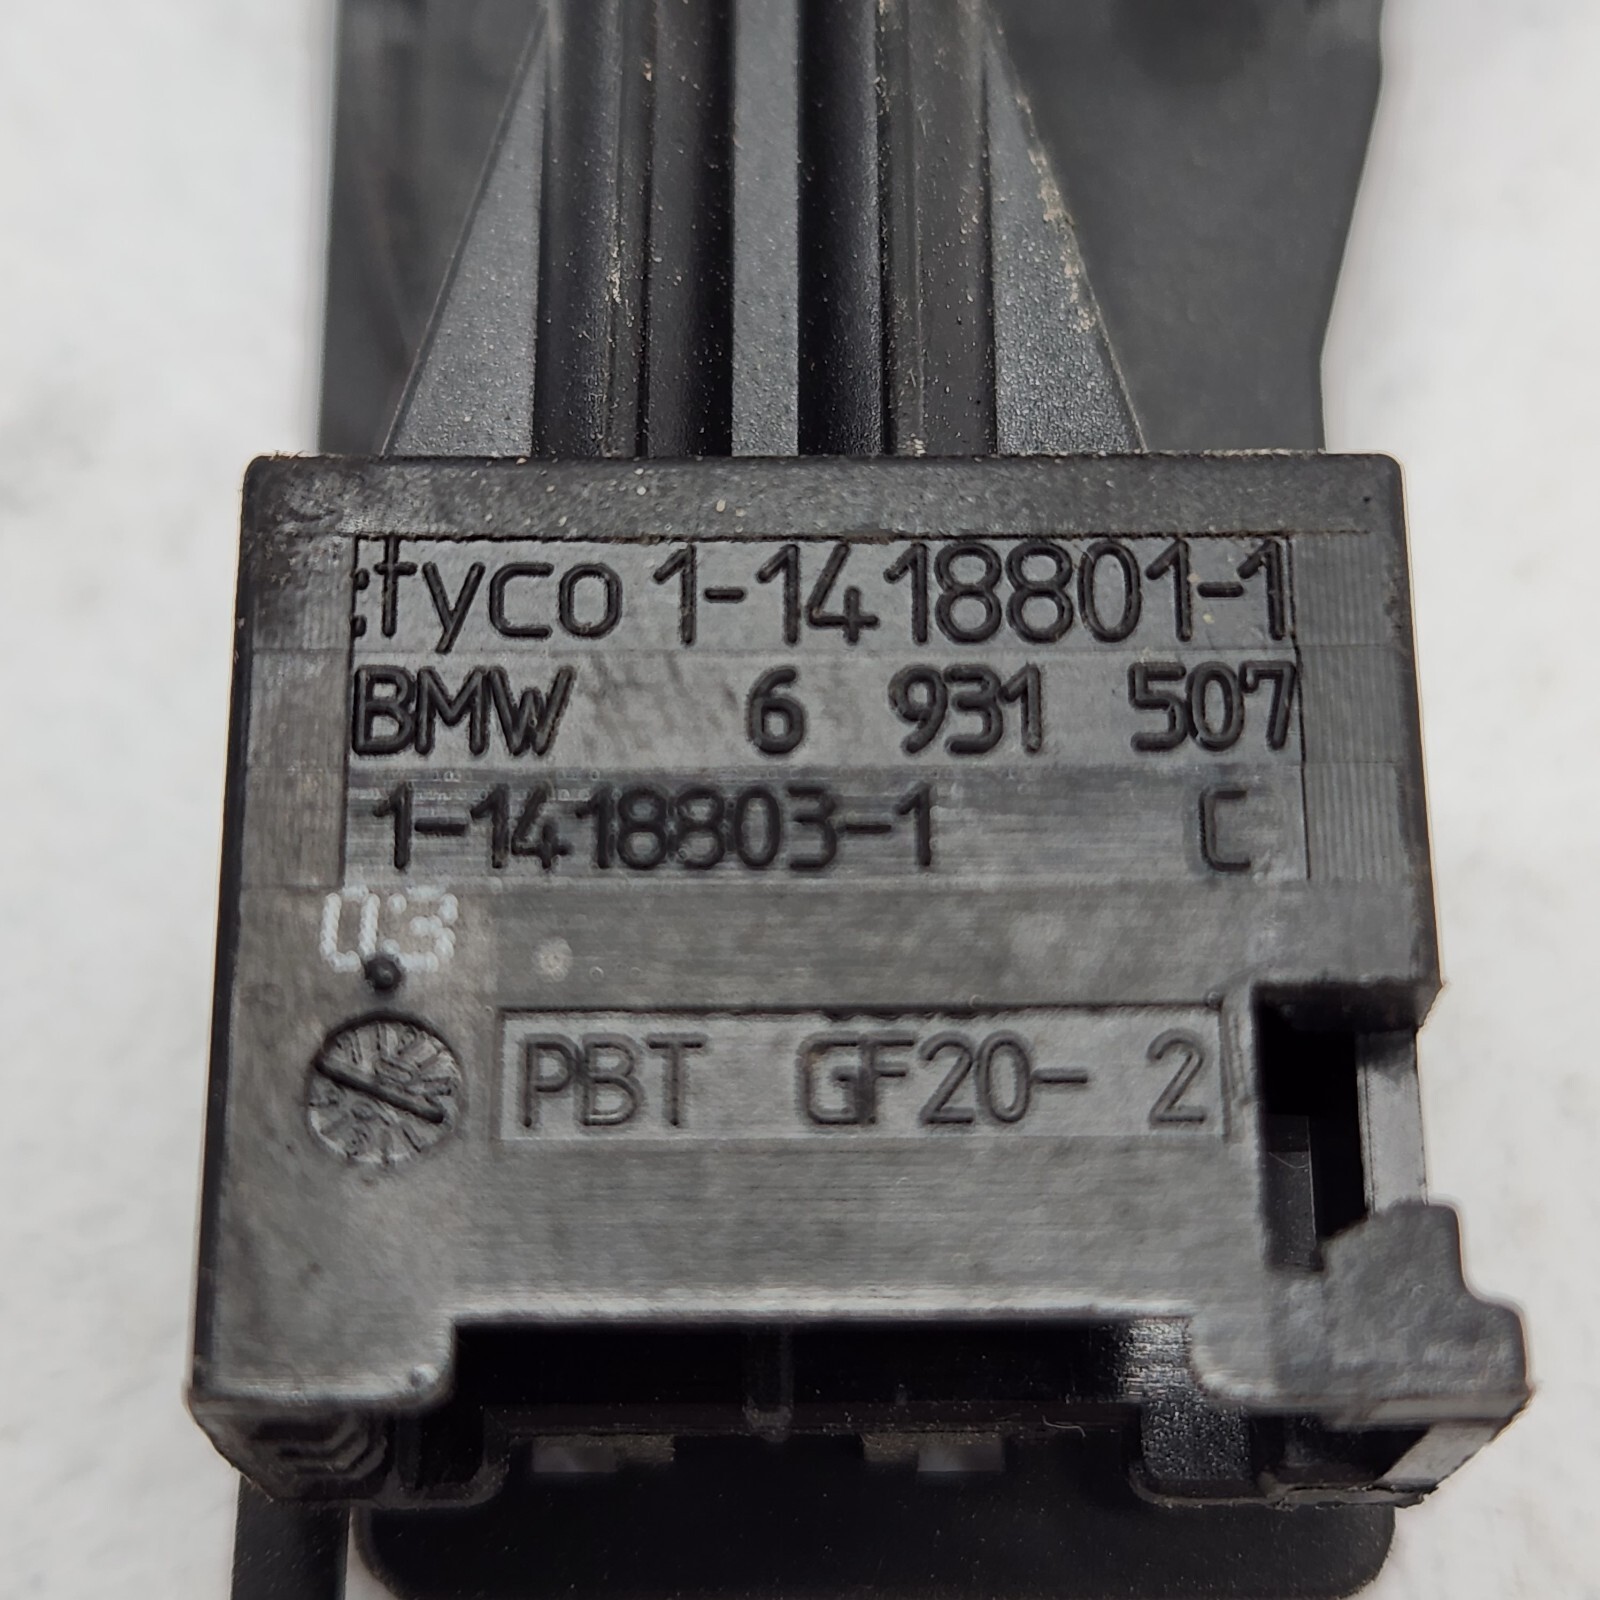 tyco 1-1418801-1
BMW 6 931 507
1-1418803-1 C
03
PBT GF20- 2